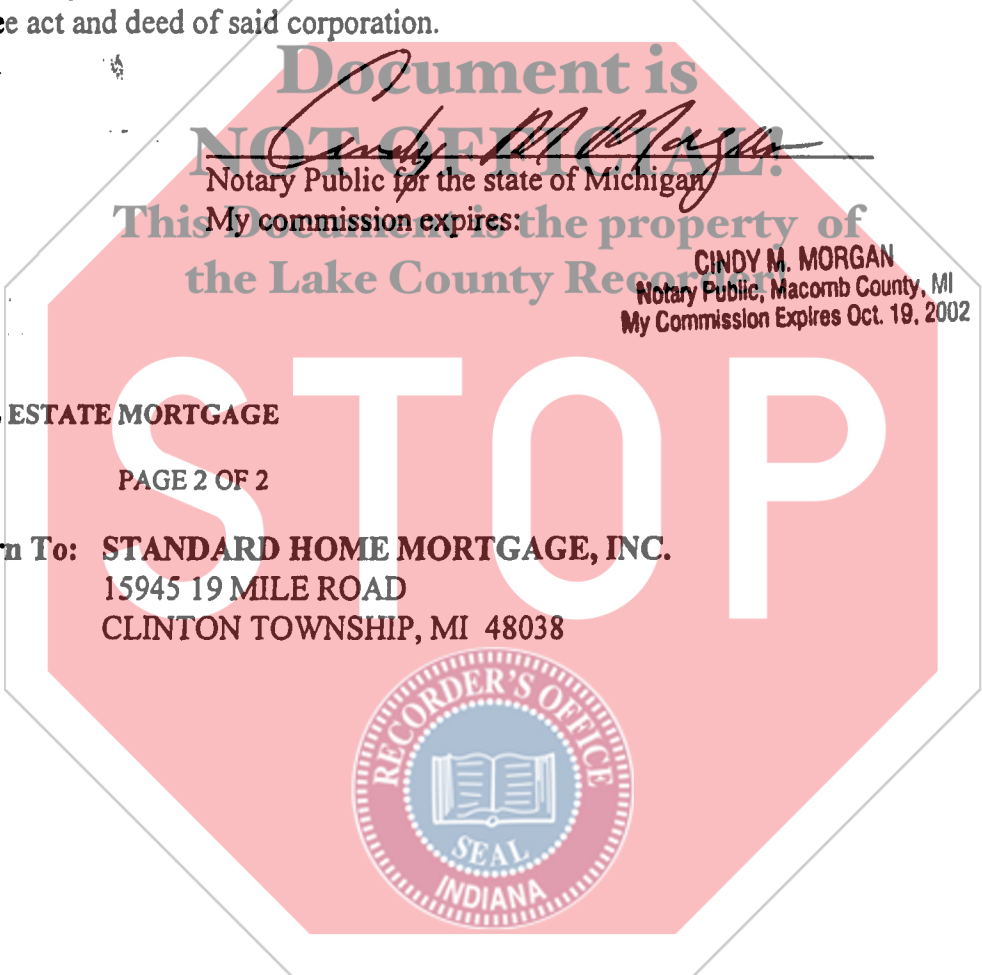 ee act and deed of said corporation.
Document is
NOT OFFICIAL!
Cindy M Morgan
Notary Public for the state of Michigan
My commission expires:
This Document is the property of
the Lake County Recorder!
CINDY M. MORGAN
Notary Public, Macomb County, MI
My Commission Expires Oct. 19, 2002
STOP
ESTATE MORTGAGE
PAGE 2 OF 2
n To: STANDARD HOME MORTGAGE, INC.
15945 19 MILE ROAD
CLINTON TOWNSHIP, MI 48038
RECORDER'S OFFICE
SEAL
INDIANA